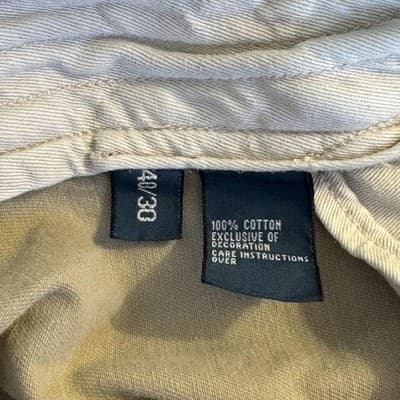 40/30
100% COTTON
EXCLUSIVE OF
DECORATION
CARE INSTRUCTIONS
OVER